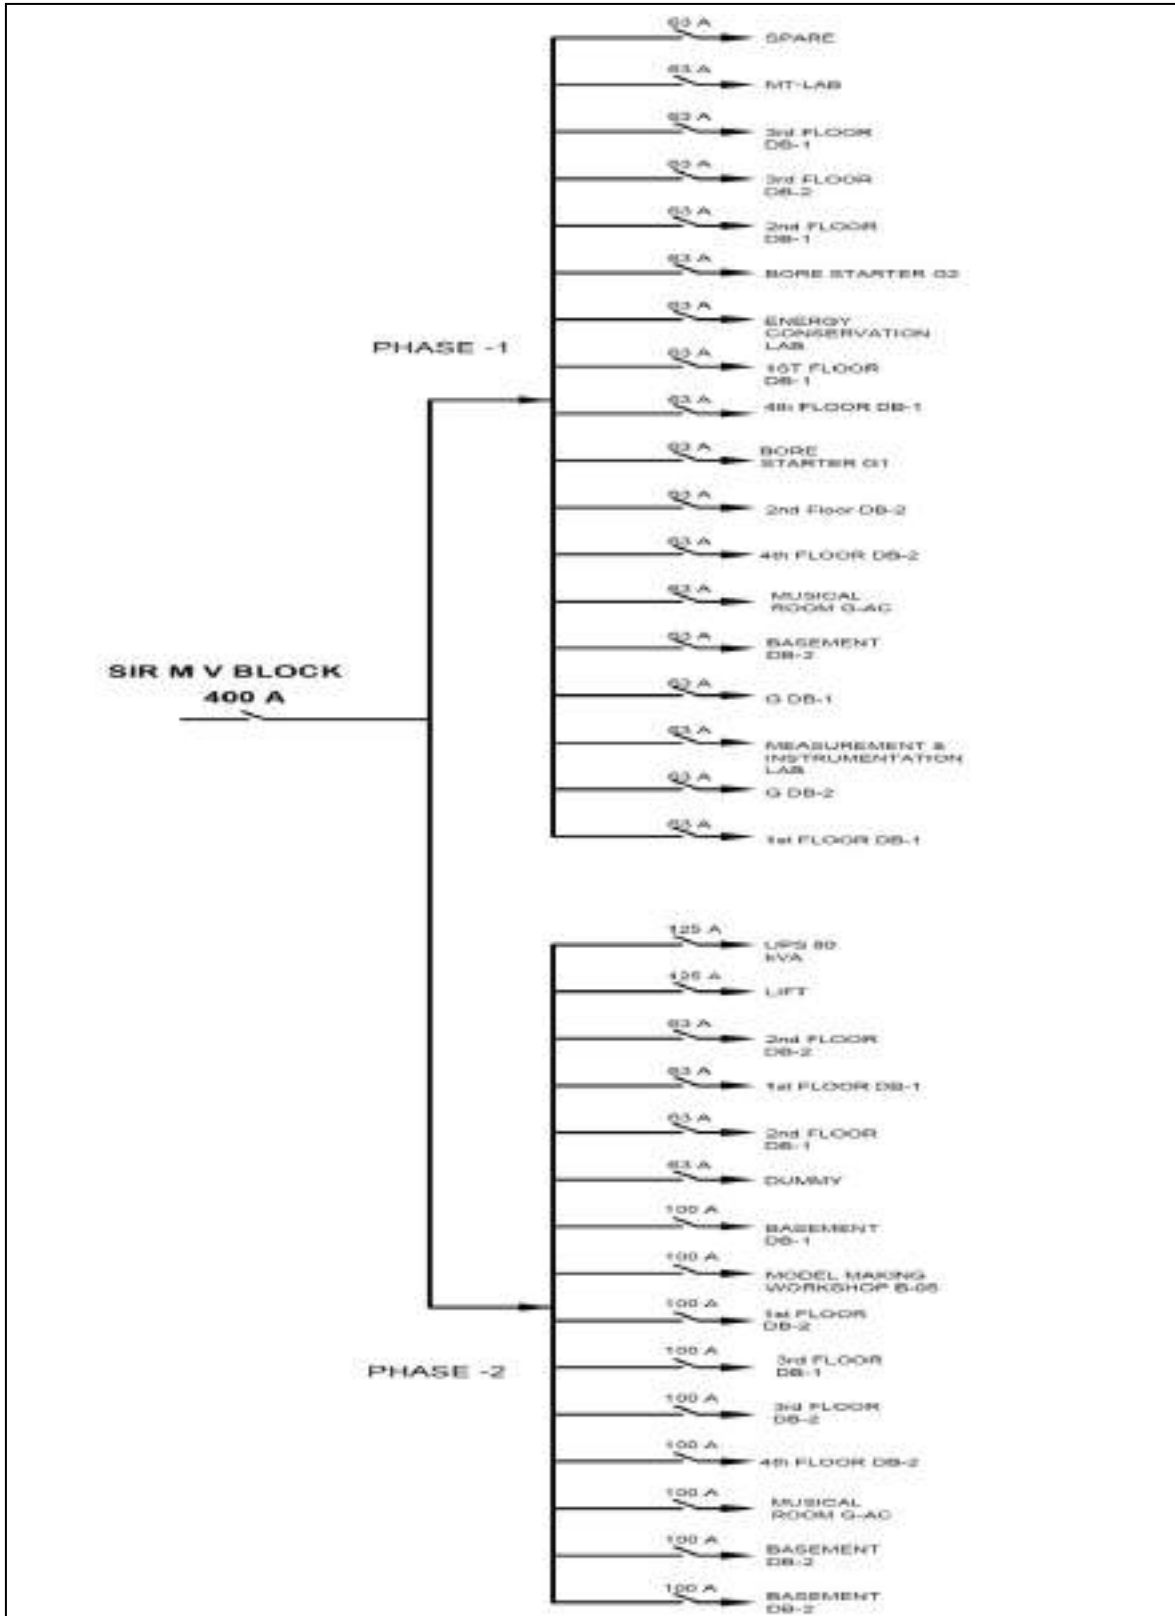 63 A
SPARE
63 A
MT-LAB
63 A
3rd FLOOR
DB-1
63 A
3rd FLOOR
DB-2
63 A
2nd FLOOR
DB-1
63 A
BORE STARTER G2
63 A
ENERGY
CONSERVATION
LAB
PHASE -1
63 A
1ST FLOOR
DB-1
63 A
4th FLOOR DB-1
63 A
BORE
STARTER G1
63 A
2nd Floor DB-2
63 A
4th FLOOR DB-2
63 A
MUSICAL
ROOM G-AC
63 A
BASEMENT
DB-2
SIR M V BLOCK
400 A
63 A
G DB-1
63 A
MEASUREMENT &
INSTRUMENTATION
LAB
63 A
G DB-2
63 A
1st FLOOR DB-1
125 A
UPS 80
kVA
125 A
LIFT
63 A
2nd FLOOR
DB-2
63 A
1st FLOOR DB-1
63 A
2nd FLOOR
DB-1
63 A
DUMMY
100 A
BASEMENT
DB-1
100 A
MODEL MAKING
WORKSHOP B-05
100 A
1st FLOOR
DB-2
PHASE -2
100 A
3rd FLOOR
DB-1
100 A
3rd FLOOR
DB-2
100 A
4th FLOOR DB-2
100 A
MUSICAL
ROOM G-AC
100 A
BASEMENT
DB-2
100 A
BASEMENT
DB-2